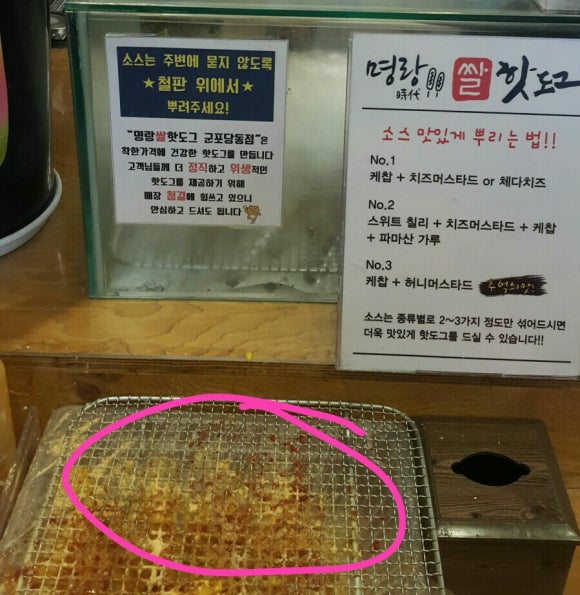 소스는 주변에 묻지 않도록
★철판 위에서★
뿌려주세요!
"명랑쌀핫도그 군포당동점"은
착한가격에 건강한 핫도그를 만듭니다
고객님들께 더 정직하고 위생적인
핫도그를 제공하기 위해
매장 청결에 힘쓰고 있으니
안심하고 드셔도 됩니다
명랑 쌀 핫도그
時代
소스 맛있게 뿌리는 법!!
No.1
케찹 + 치즈머스타드 or 체다치즈
No.2
스위트 칠리 + 치즈머스타드 + 케찹
+ 파마산 가루
No.3
케찹 + 허니머스타드 추억의맛!
소스는 종류별로 2~3가지 정도만 섞어드시면
더욱 맛있게 핫도그를 드실 수 있습니다!!